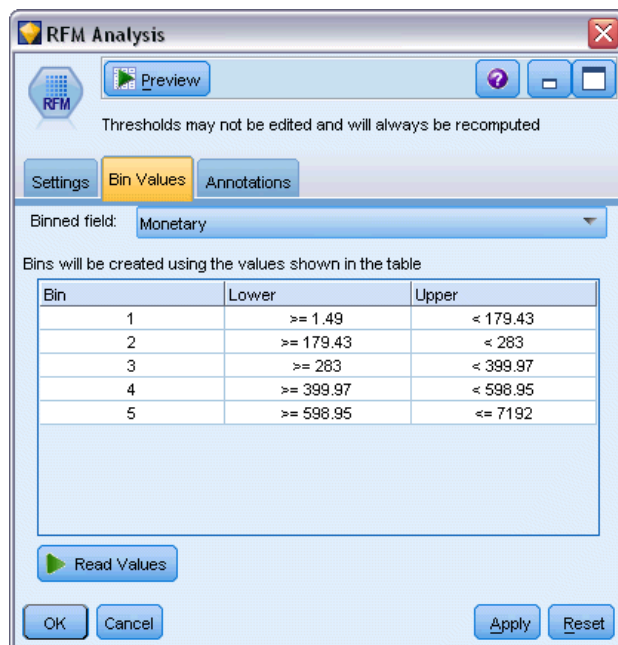 RFM Analysis
RFM
Preview
?
Thresholds may not be edited and will always be recomputed
Settings Bin Values Annotations
Binned field: Monetary
Bins will be created using the values shown in the table
Bin Lower Upper
1 >= 1.49 < 179.43
2 >= 179.43 < 283
3 >= 283 < 399.97
4 >= 399.97 < 598.95
5 >= 598.95 <= 7192
Read Values
OK Cancel Apply Reset